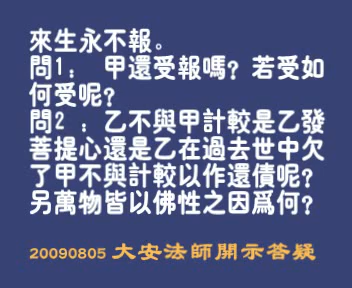 來生永不報。
問1： 甲還受報嗎？若受如
何受呢？
問2 ：乙不與甲計較是乙發
菩提心還是乙在過去世中欠
了甲不與計較以作還債呢？
另萬物皆以佛性之因爲何？
20090805 大安法師開示答疑